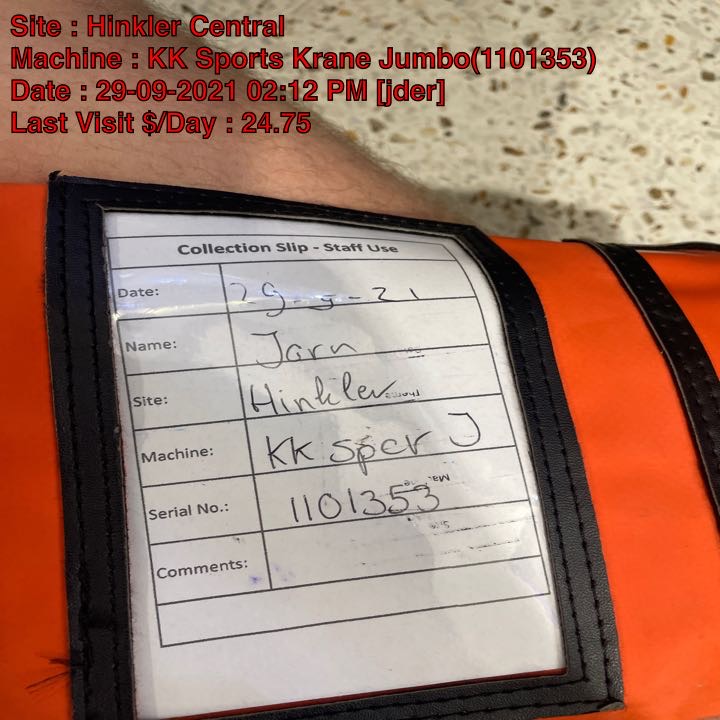 Site : Hinkler Central
Machine : KK Sports Krane Jumbo(1101353)
Date : 29-09-2021 02:12 PM [jder]
Last Visit $/Day : 24.75
Collection Slip - Staff Use
Date: 29-9-21
Name: Jarn
Site: Hinkler
Machine: KK Sper J
Serial No.: 1101353
Comments: